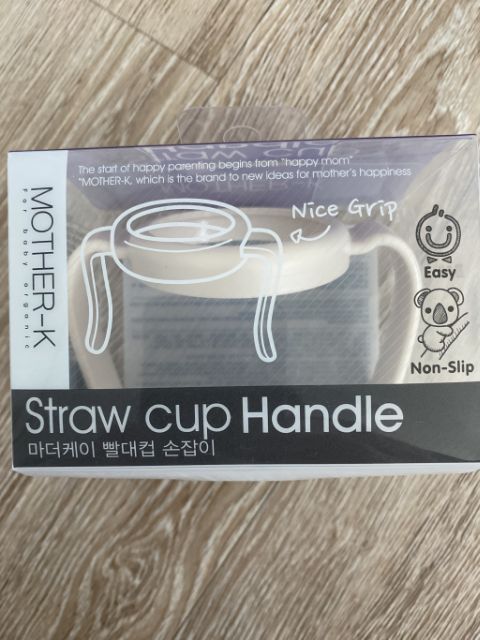 The start of happy parenting begins from "happy mom"
"MOTHER-K, which is the brand to new ideas for mother's happiness
MOTHER-K
for baby organic
Nice Grip
Easy
Non-Slip
Straw cup Handle
마더케이 빨대컵 손잡이